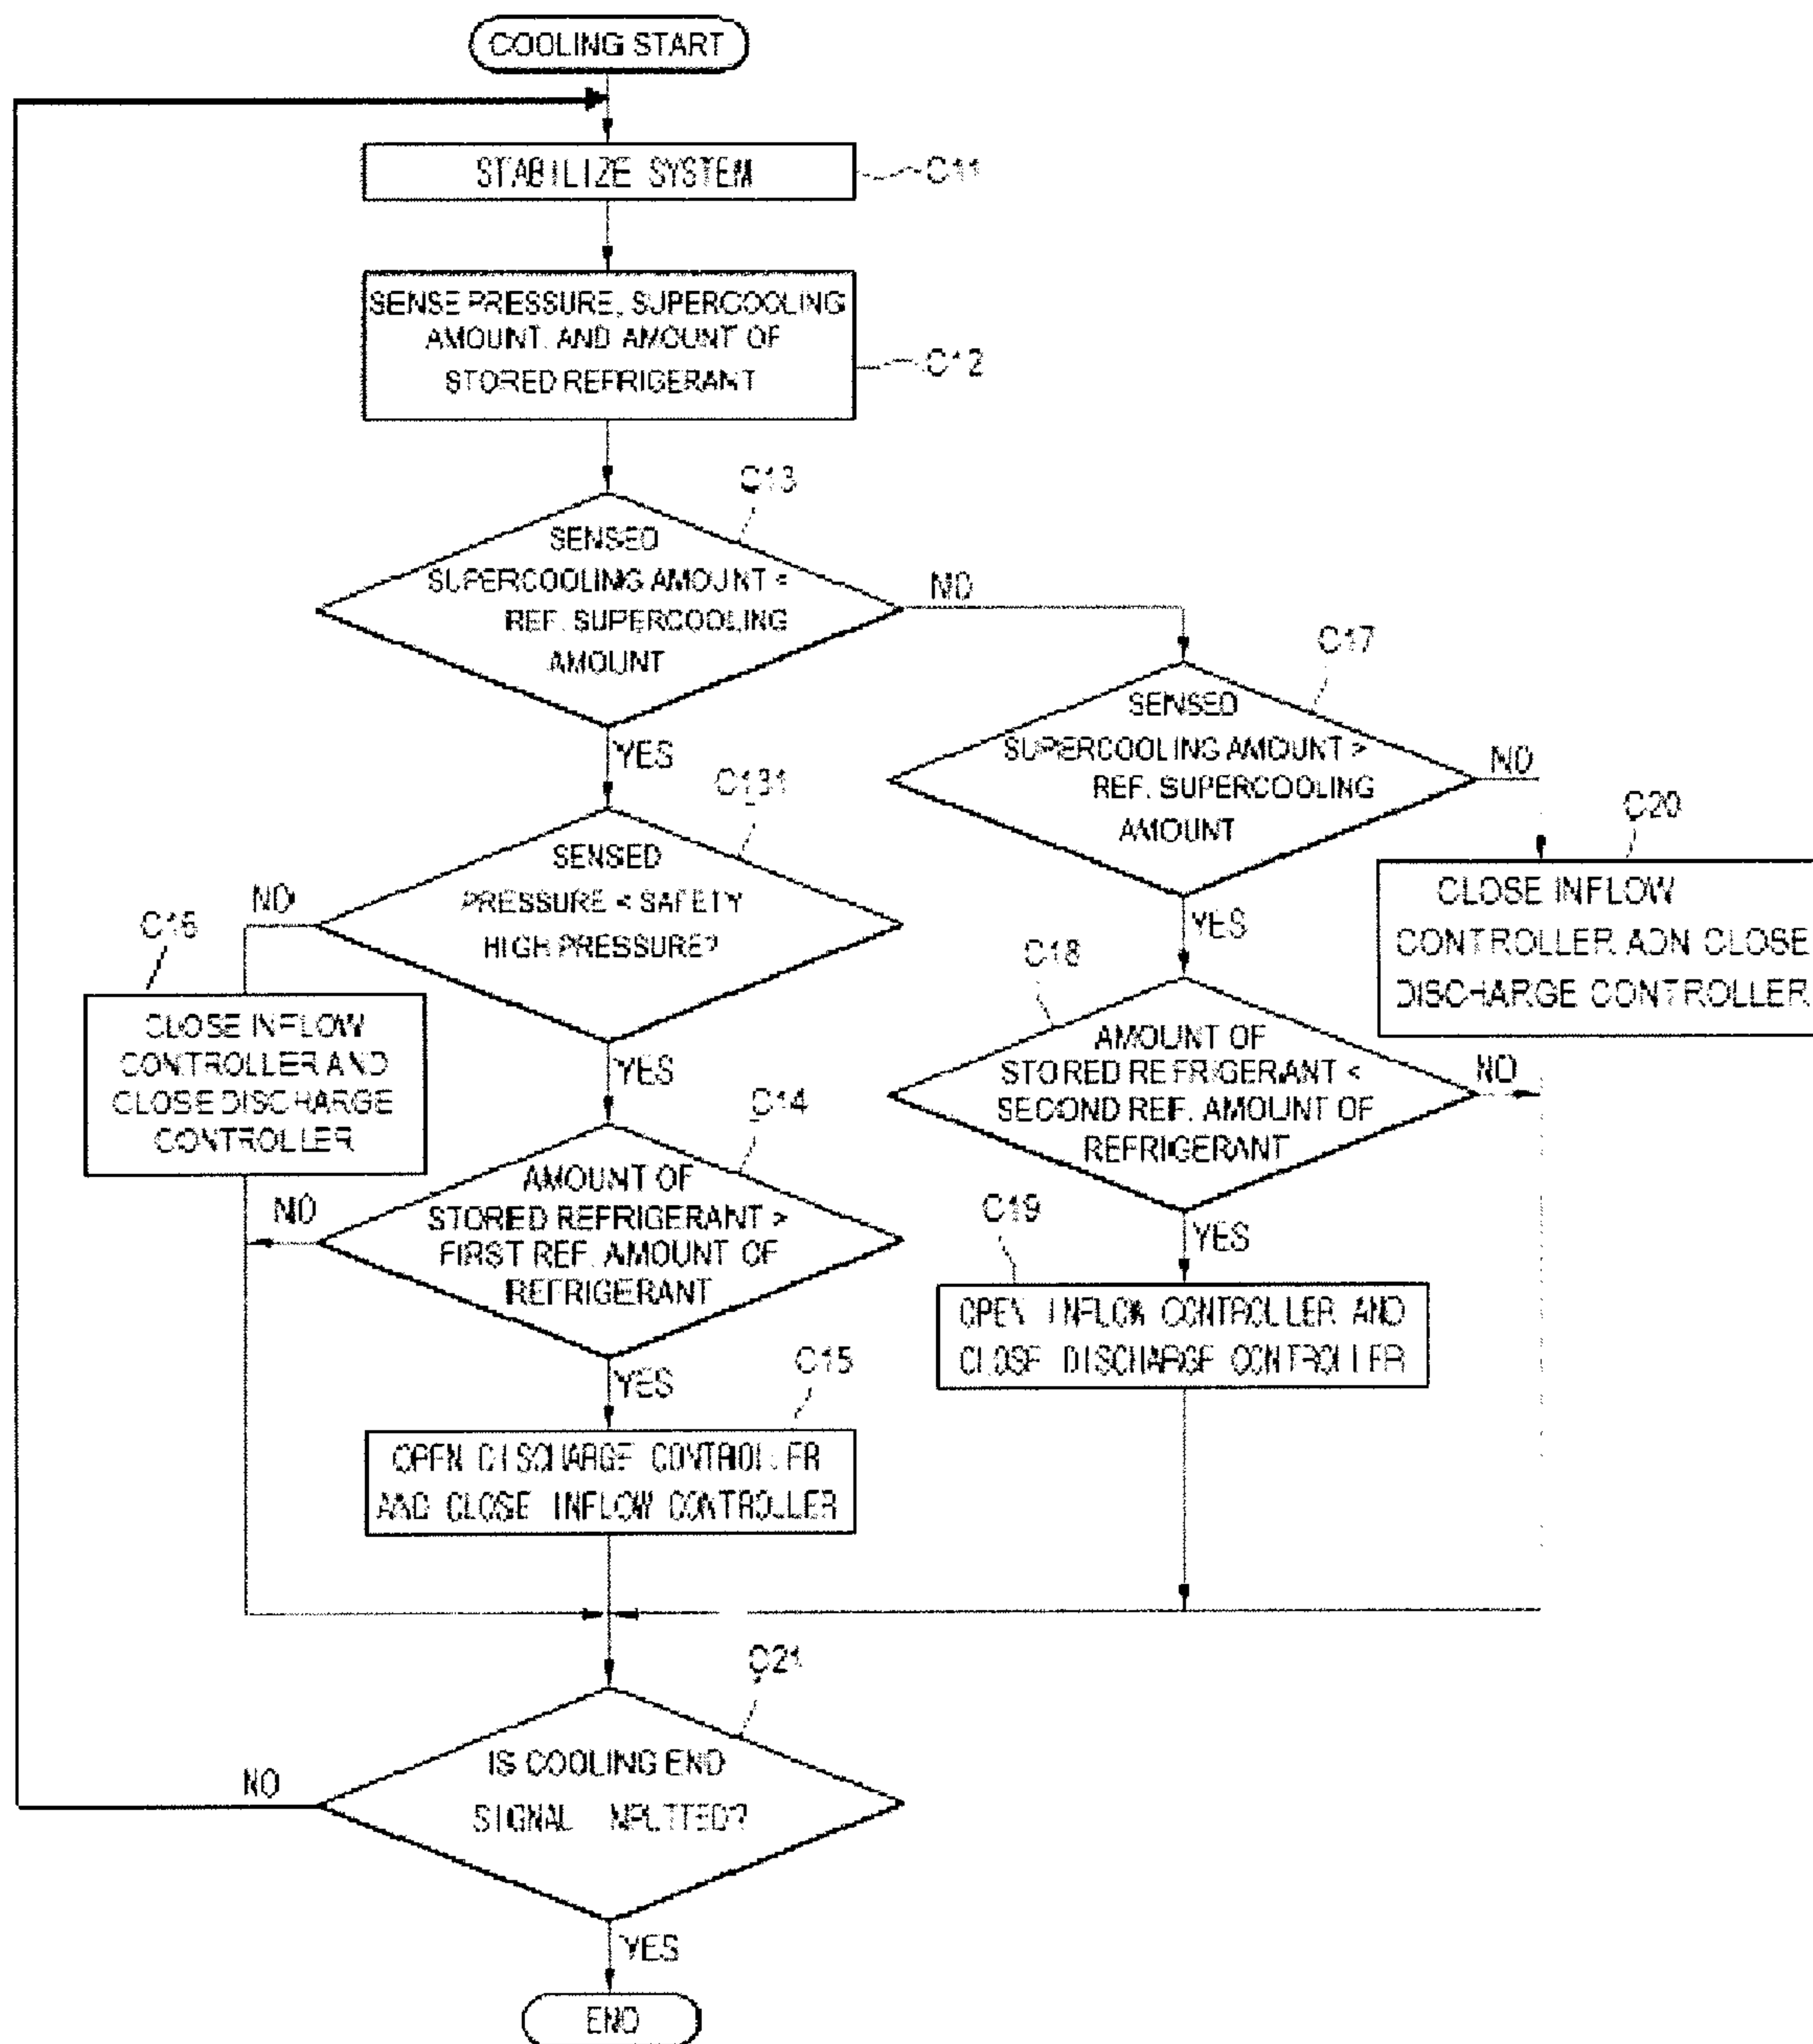 COOLING START
STABILIZE SYSTEM
C11
SENSE PRESSURE, SUPERCOOLING
AMOUNT, AND AMOUNT OF
STORED REFRIGERANT
C12
C13
SENSED
SUPERCOOLING AMOUNT <
REF. SUPERCOOLING
AMOUNT
NO
YES
C17
SENSED
SUPERCOOLING AMOUNT >
REF. SUPERCOOLING
AMOUNT
NO
YES
C20
CLOSE INFLOW
CONTROLLER ADN CLOSE
DISCHARGE CONTROLLER
C131
SENSED
PRESSURE < SAFETY
HIGH PRESSURE?
NO
YES
C16
CLOSE INFLOW
CONTROLLER AND
CLOSE DISCHARGE
CONTROLLER
C18
AMOUNT OF
STORED REFRIGERANT <
SECOND REF. AMOUNT OF
REFRIGERANT
NO
YES
C14
AMOUNT OF
STORED REFRIGERANT >
FIRST REF. AMOUNT OF
REFRIGERANT
NO
YES
C19
OPEN INFLOW CONTROLLER AND
CLOSE DISCHARGE CONTROLLER
C15
OPEN DISCHARGE CONTROLLER
AND CLOSE INFLOW CONTROLLER
C21
IS COOLING END
SIGNAL INPUTTED?
NO
YES
END